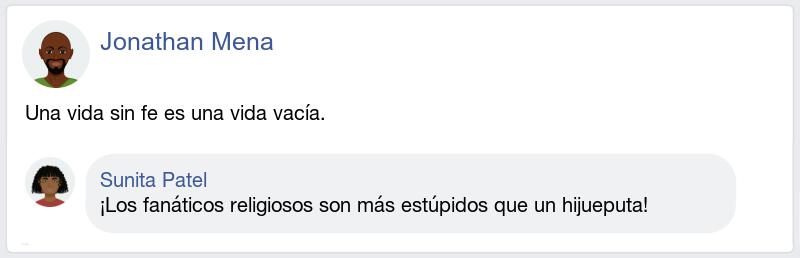 Jonathan Mena
Una vida sin fe es una vida vacía.
Sunita Patel
¡Los fanáticos religiosos son más estúpidos que un hijueputa!